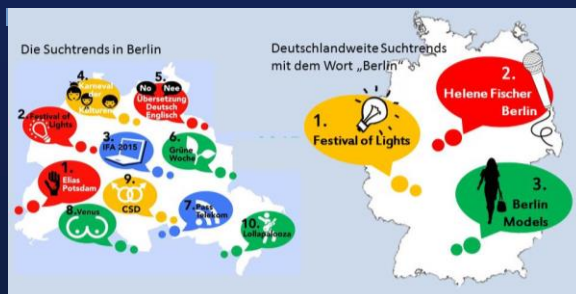 Die Suchtrends in Berlin
4.
Karneval
der
Kulturen
5.
No Nee
Übersetzung
Deutsch
Englisch
2.
Festival of
Lights
3.
IFA 2015
6.
Grüne
Woche
1.
Elias
Potsdam
9.
CSD
7. Pass
Telekom
8. Venus
10.
Lollapalooza
Deutschlandweite Suchtrends
mit dem Wort „Berlin“
1.
Festival of Lights
2.
Helene Fischer
Berlin
3.
Berlin
Models